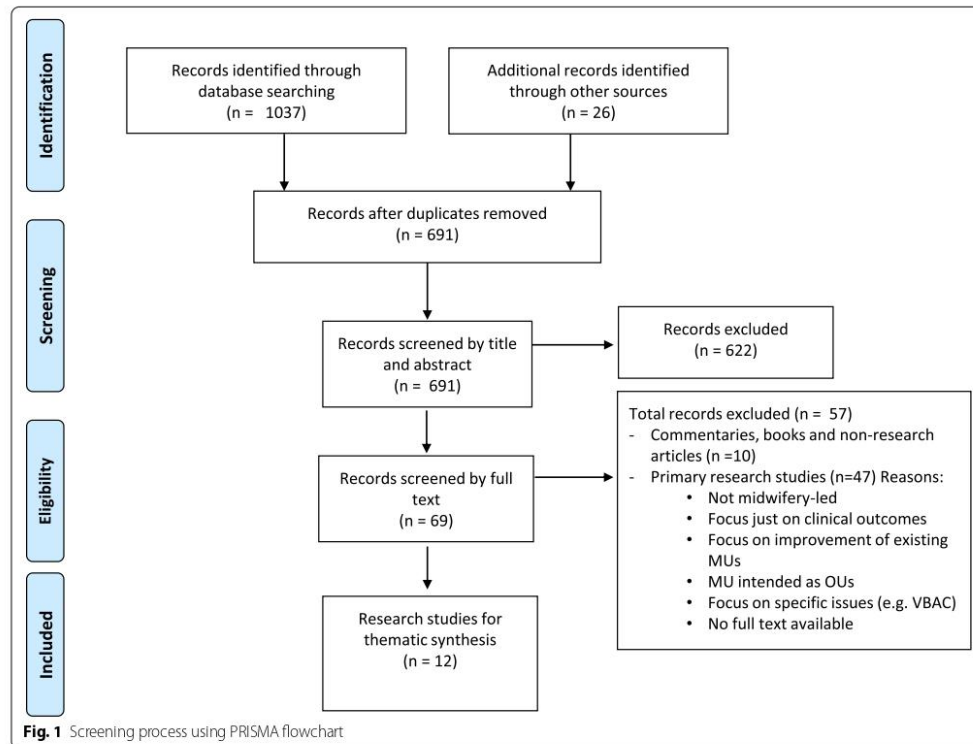 Identification
Records identified through
database searching
(n =   1037)
Additional records identified
through other sources
(n = 26)
Screening
Records after duplicates removed
(n = 691)
Records screened by title
and abstract
(n =  691)
Records excluded
(n = 622)
Eligibility
Records screened by full
text
(n = 69)
Total records excluded (n =  57)
- Commentaries, books and non-research
articles (n =10)
- Primary research studies (n=47) Reasons:
• Not midwifery-led
• Focus just on clinical outcomes
• Focus on improvement of existing
MUs
• MU intended as OUs
• Focus on specific issues (e.g. VBAC)
• No full text available
Included
Research studies for
thematic synthesis
(n = 12)
Fig. 1 Screening process using PRISMA flowchart